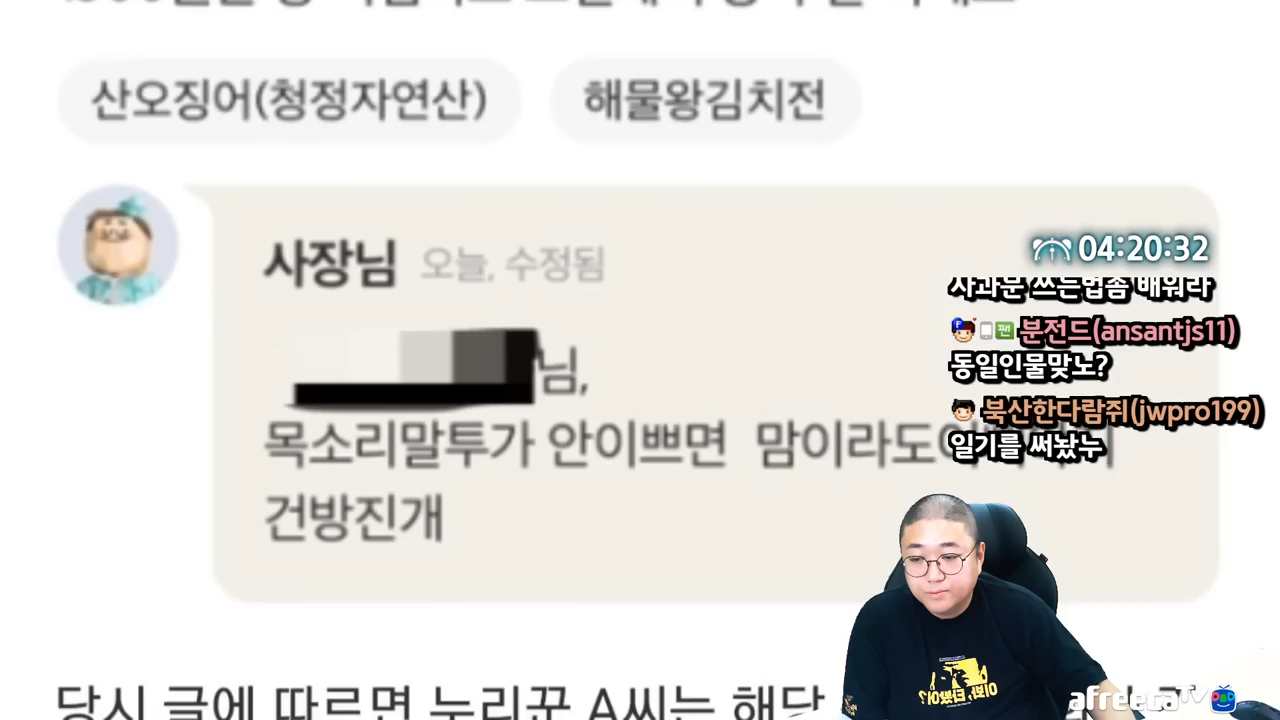 산오징어(청정자연산)
해물왕김치전
사장님 오늘, 수정됨
님,
목소리말투가 안이쁘면 맘이라도
건방진개
당시 글에 따르면 누리꾼 A씨는 해당
04:20:32
사과문 쓰는법좀 배워라
분전드(ansantjs11)
동일인물맞노?
북산한다람쥐(jwpro199)
일기를 써놨누
afreecaTV